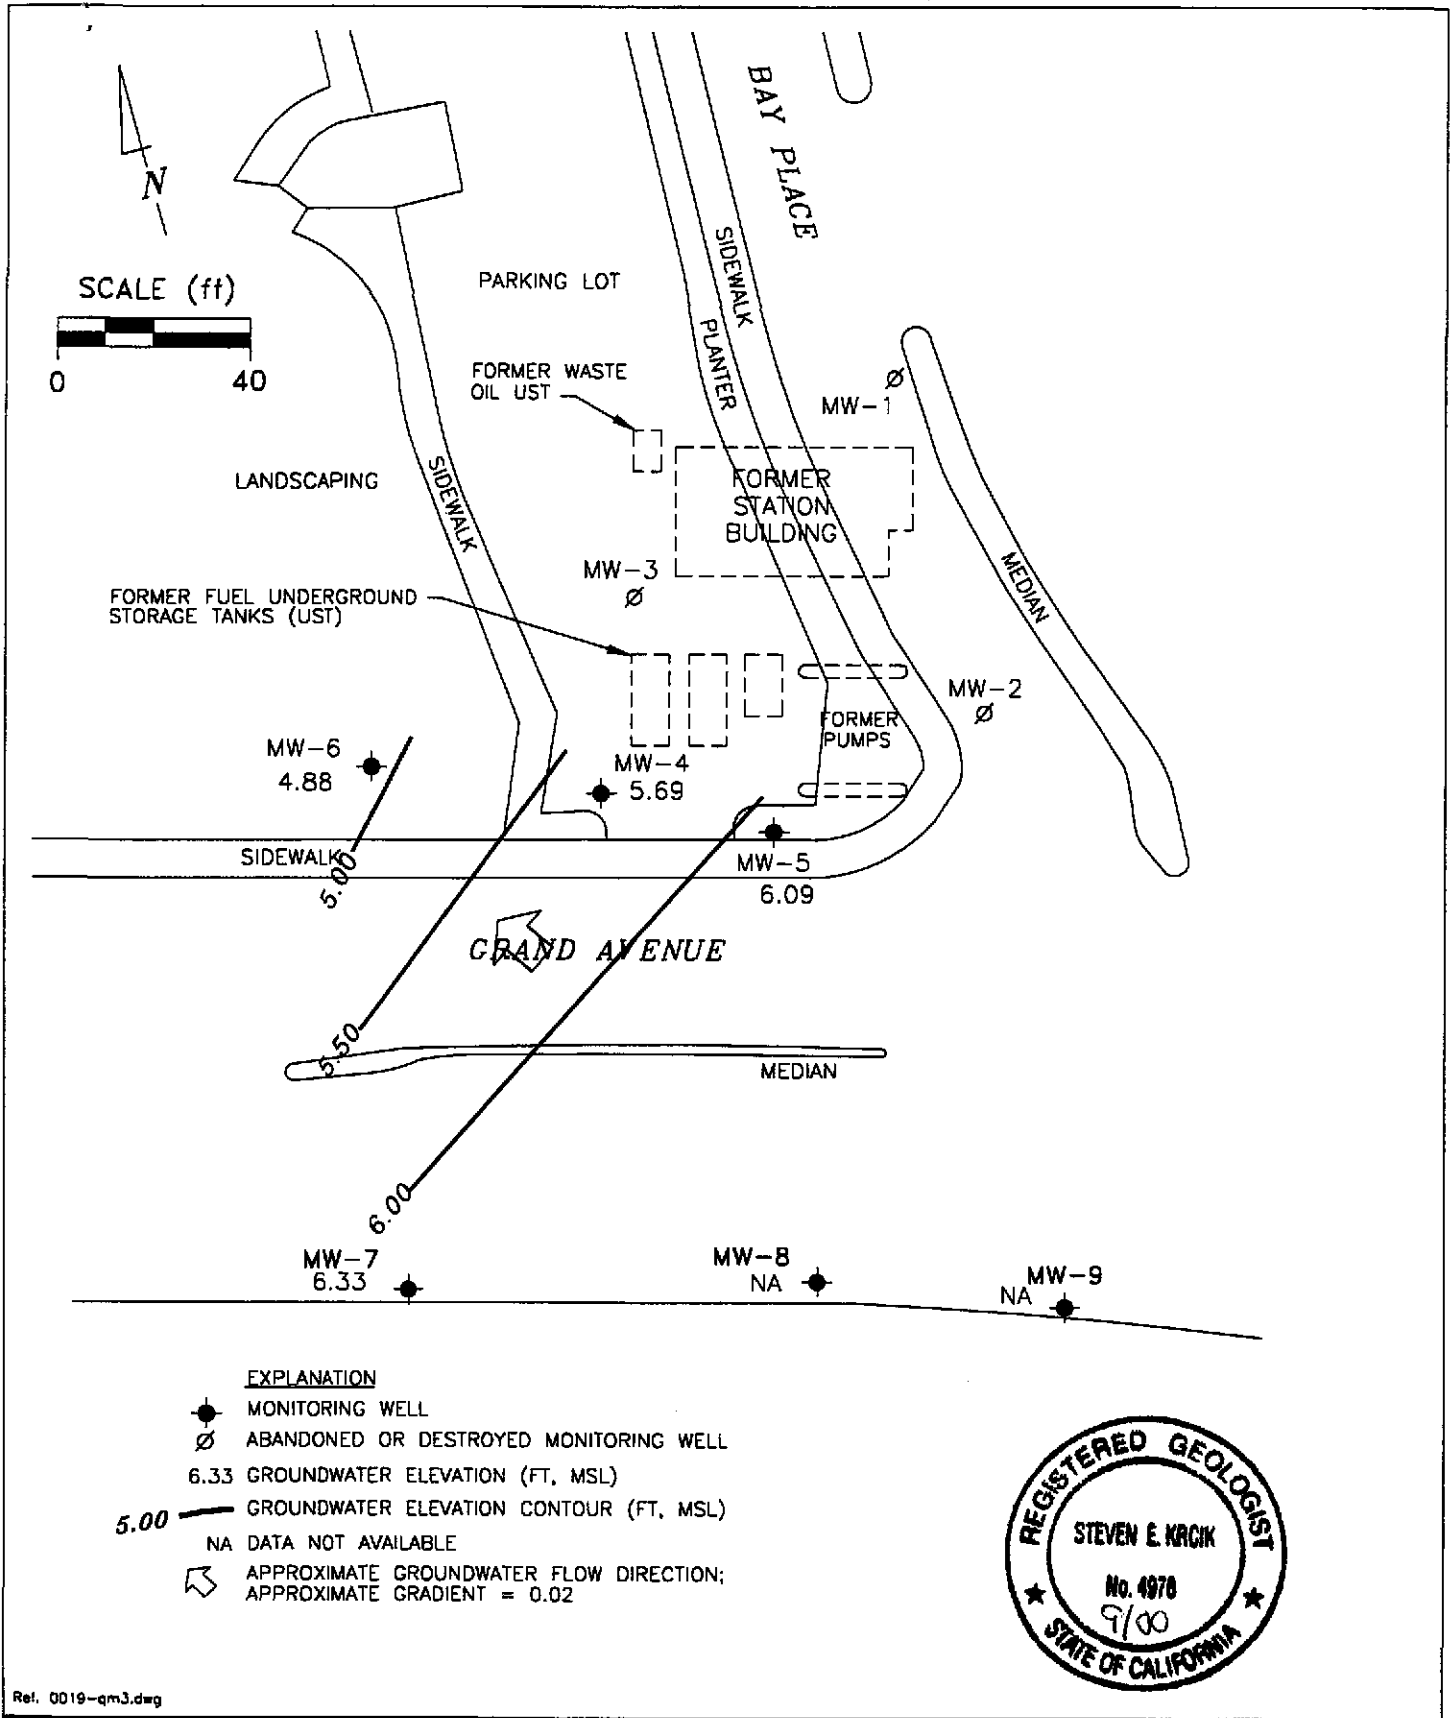 BAY PLACE
N
SCALE (ft)
0 40
PARKING LOT
SIDEWALK
PLANTER
FORMER WASTE
OIL UST
MW-1
LANDSCAPING
SIDEWALK
FORMER
STATION
BUILDING
MEDIAN
MW-3
FORMER FUEL UNDERGROUND
STORAGE TANKS (UST)
MW-2
FORMER
PUMPS
MW-6
4.88
MW-4
5.69
SIDEWALK
5.00
MW-5
6.09
GRAND AVENUE
5.50
MEDIAN
6.00
MW-7
6.33
MW-8
NA
MW-9
NA
EXPLANATION
MONITORING WELL
ABANDONED OR DESTROYED MONITORING WELL
6.33 GROUNDWATER ELEVATION (FT, MSL)
5.00 GROUNDWATER ELEVATION CONTOUR (FT, MSL)
NA DATA NOT AVAILABLE
APPROXIMATE GROUNDWATER FLOW DIRECTION;
APPROXIMATE GRADIENT = 0.02
REGISTERED GEOLOGIST
STEVEN E. KRCIK
No. 4976
9/00
STATE OF CALIFORNIA
Ref. 0019-qm3.dwg